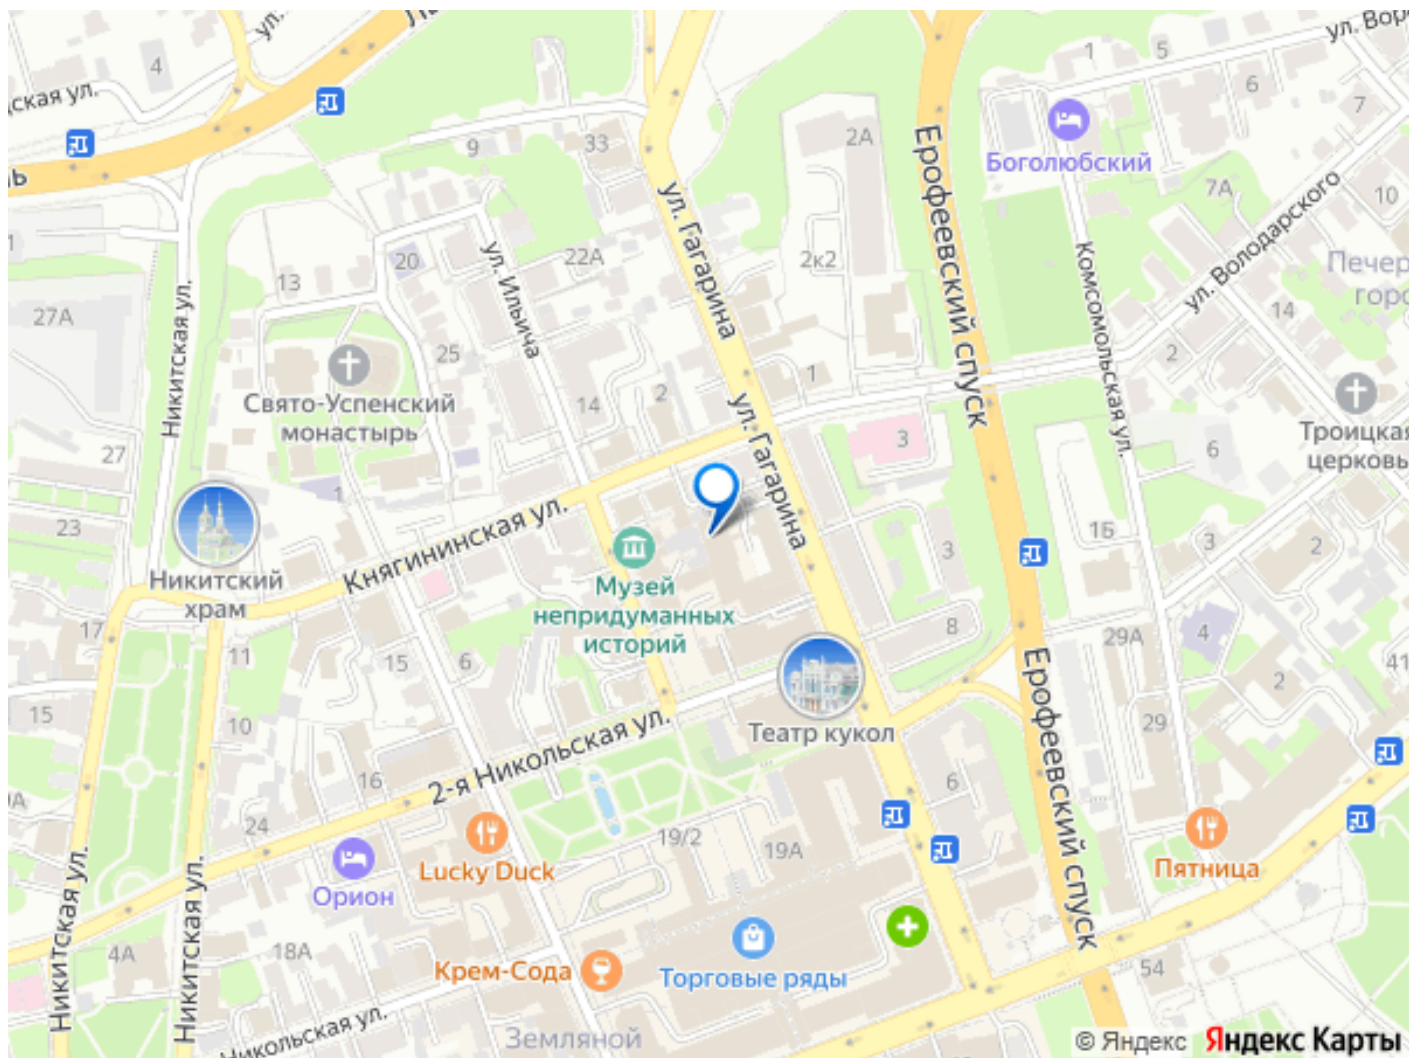 ул. Воро
1
5
4
ская ул.
6
7
2А
33
9
Боголюбский
Ерофеевский спуск
7А
10
ул. Гагарина
ул. Володарского
Комсомольская ул.
1
22А
2к2
20
ул. Ильича
Печер
горо
13
14
27А
Никитская ул.
25
2
1
2
Свято-Успенский
монастырь
14
ул. Гагарина
3
6
Троицкая
церковь
27
1
Княгининская ул.
23
1Б
3
3
2
Никитский
храм
Музей
непридуманных
историй
17
8
29А
4
11
15
6
Ерофеевский спуск
41
2
15
10
2-я Никольская ул.
Театр кукол
29
16
6
9А
24
19/2
19А
Lucky Duck
Пятница
Орион
Никитская ул.
Никитская ул.
4А
18А
Крем-Сода
Торговые ряды
54
Никольская ул.
Земляной
© Яндекс Яндекс Карты